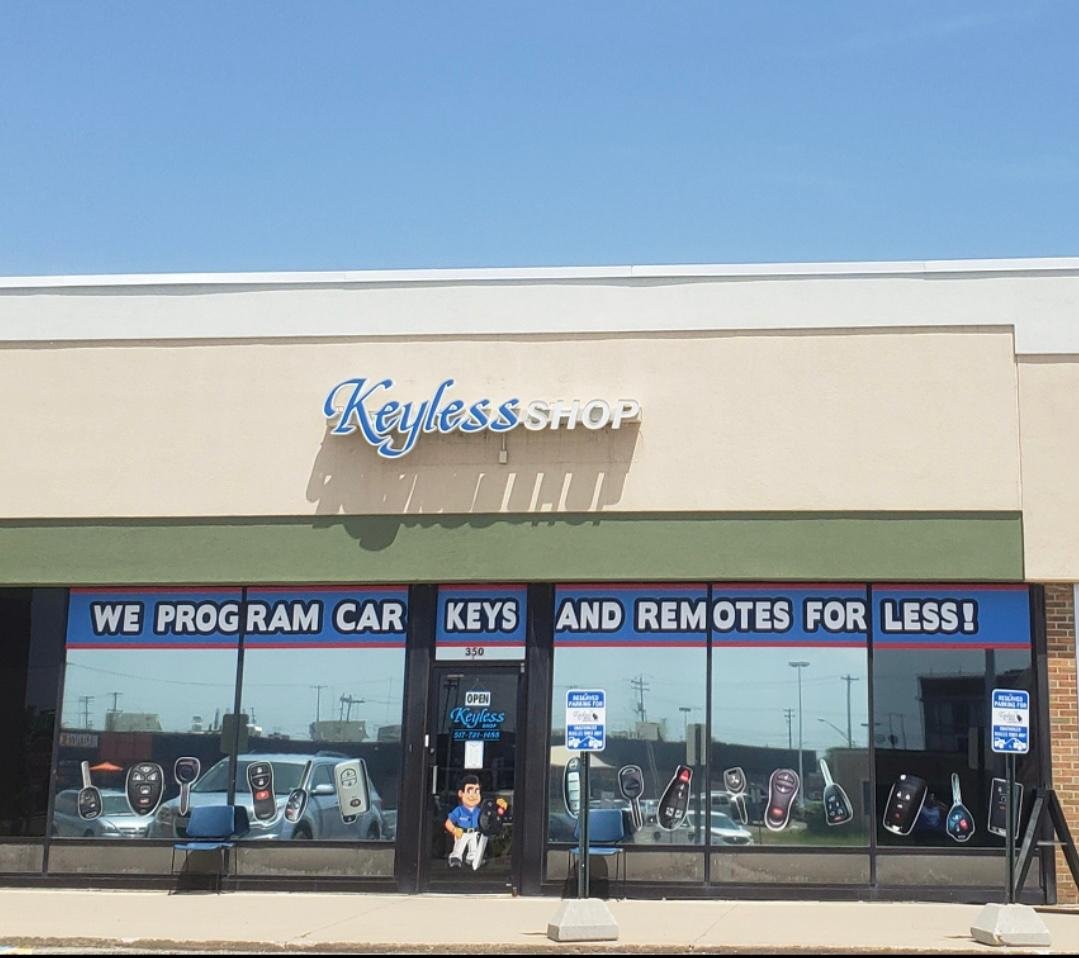 Keyless SHOP
WE PROGRAM CAR KEYS AND REMOTES FOR LESS!
350
OPEN
Keyless
SHOP
RESERVED
PARKING FOR
RESERVED
PARKING FOR